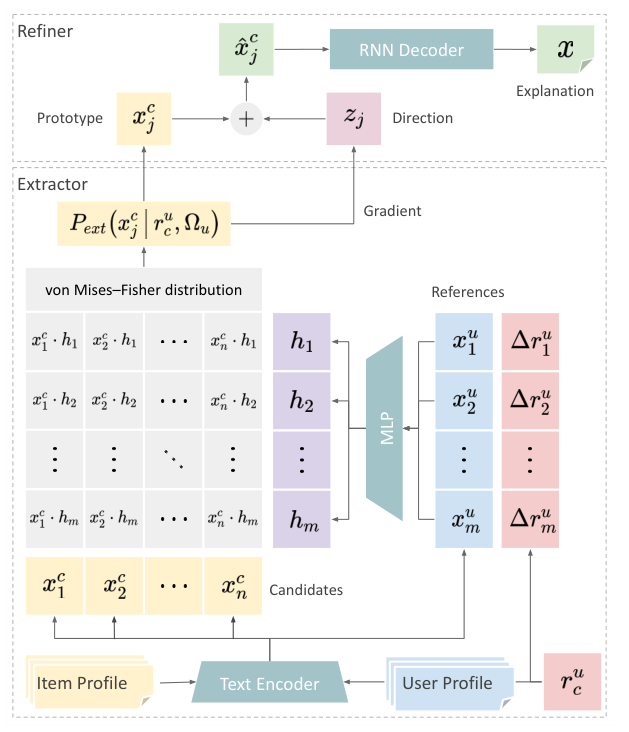 Refiner
x̂_j^c
RNN Decoder
x
Explanation
Prototype
x_j^c
+
z_j
Direction
Extractor
P_ext(x_j^c | r_c^u, Ω_u)
Gradient
von Mises–Fisher distribution
References
x_1^c · h_1 x_2^c · h_1 ··· x_n^c · h_1
h_1
x_1^u
Δr_1^u
x_1^c · h_2 x_2^c · h_2 ··· x_n^c · h_2
h_2
x_2^u
Δr_2^u
MLP
⋮ ⋮ ⋱ ⋮
⋮
⋮
⋮
x_1^c · h_m x_2^c · h_m ··· x_n^c · h_m
h_m
x_m^u
Δr_m^u
x_1^c x_2^c ··· x_n^c
Candidates
Item Profile
Text Encoder
User Profile
r_c^u